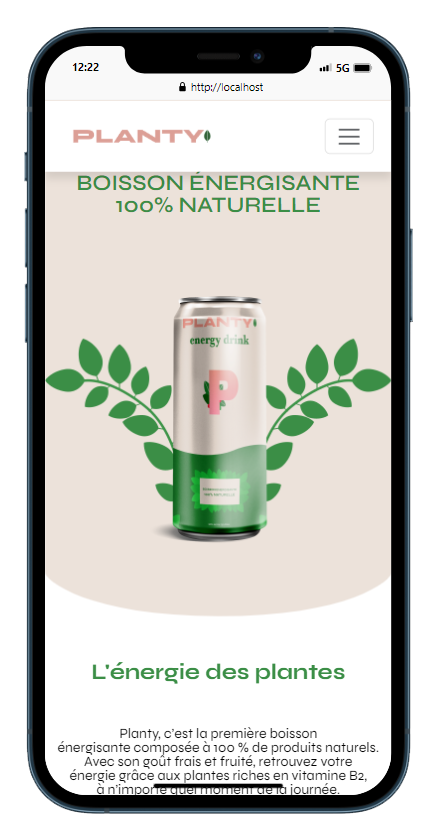 12:22
5G
http://localhost
PLANTY
BOISSON ÉNERGISANTE
100% NATURELLE
PLANTY
energy drink
P
L'énergie des plantes
Planty, c'est la première boisson
énergisante composée à 100 % de produits naturels.
Avec son goût frais et fruité, retrouvez votre
énergie grâce aux plantes riches en vitamine B2,
à n'importe quel moment de la journée.